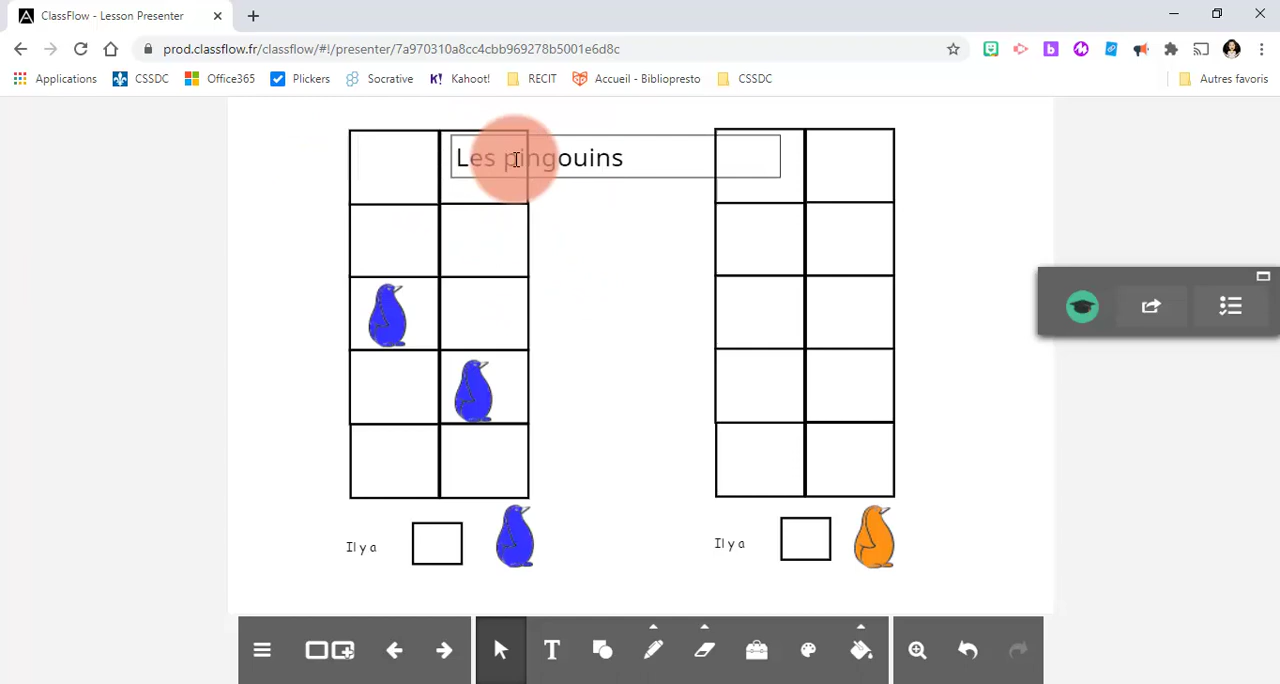 ClassFlow - Lesson Presenter
prod.classflow.fr/classflow/#!/presenter/7a970310a8cc4cbb969278b5001e6d8c
Applications CSSDC Office365 Plickers Socrative K! Kahoot! RECIT Accueil - Bibliopresto CSSDC Autres favoris
Les pingouins
Il y a
Il y a
T